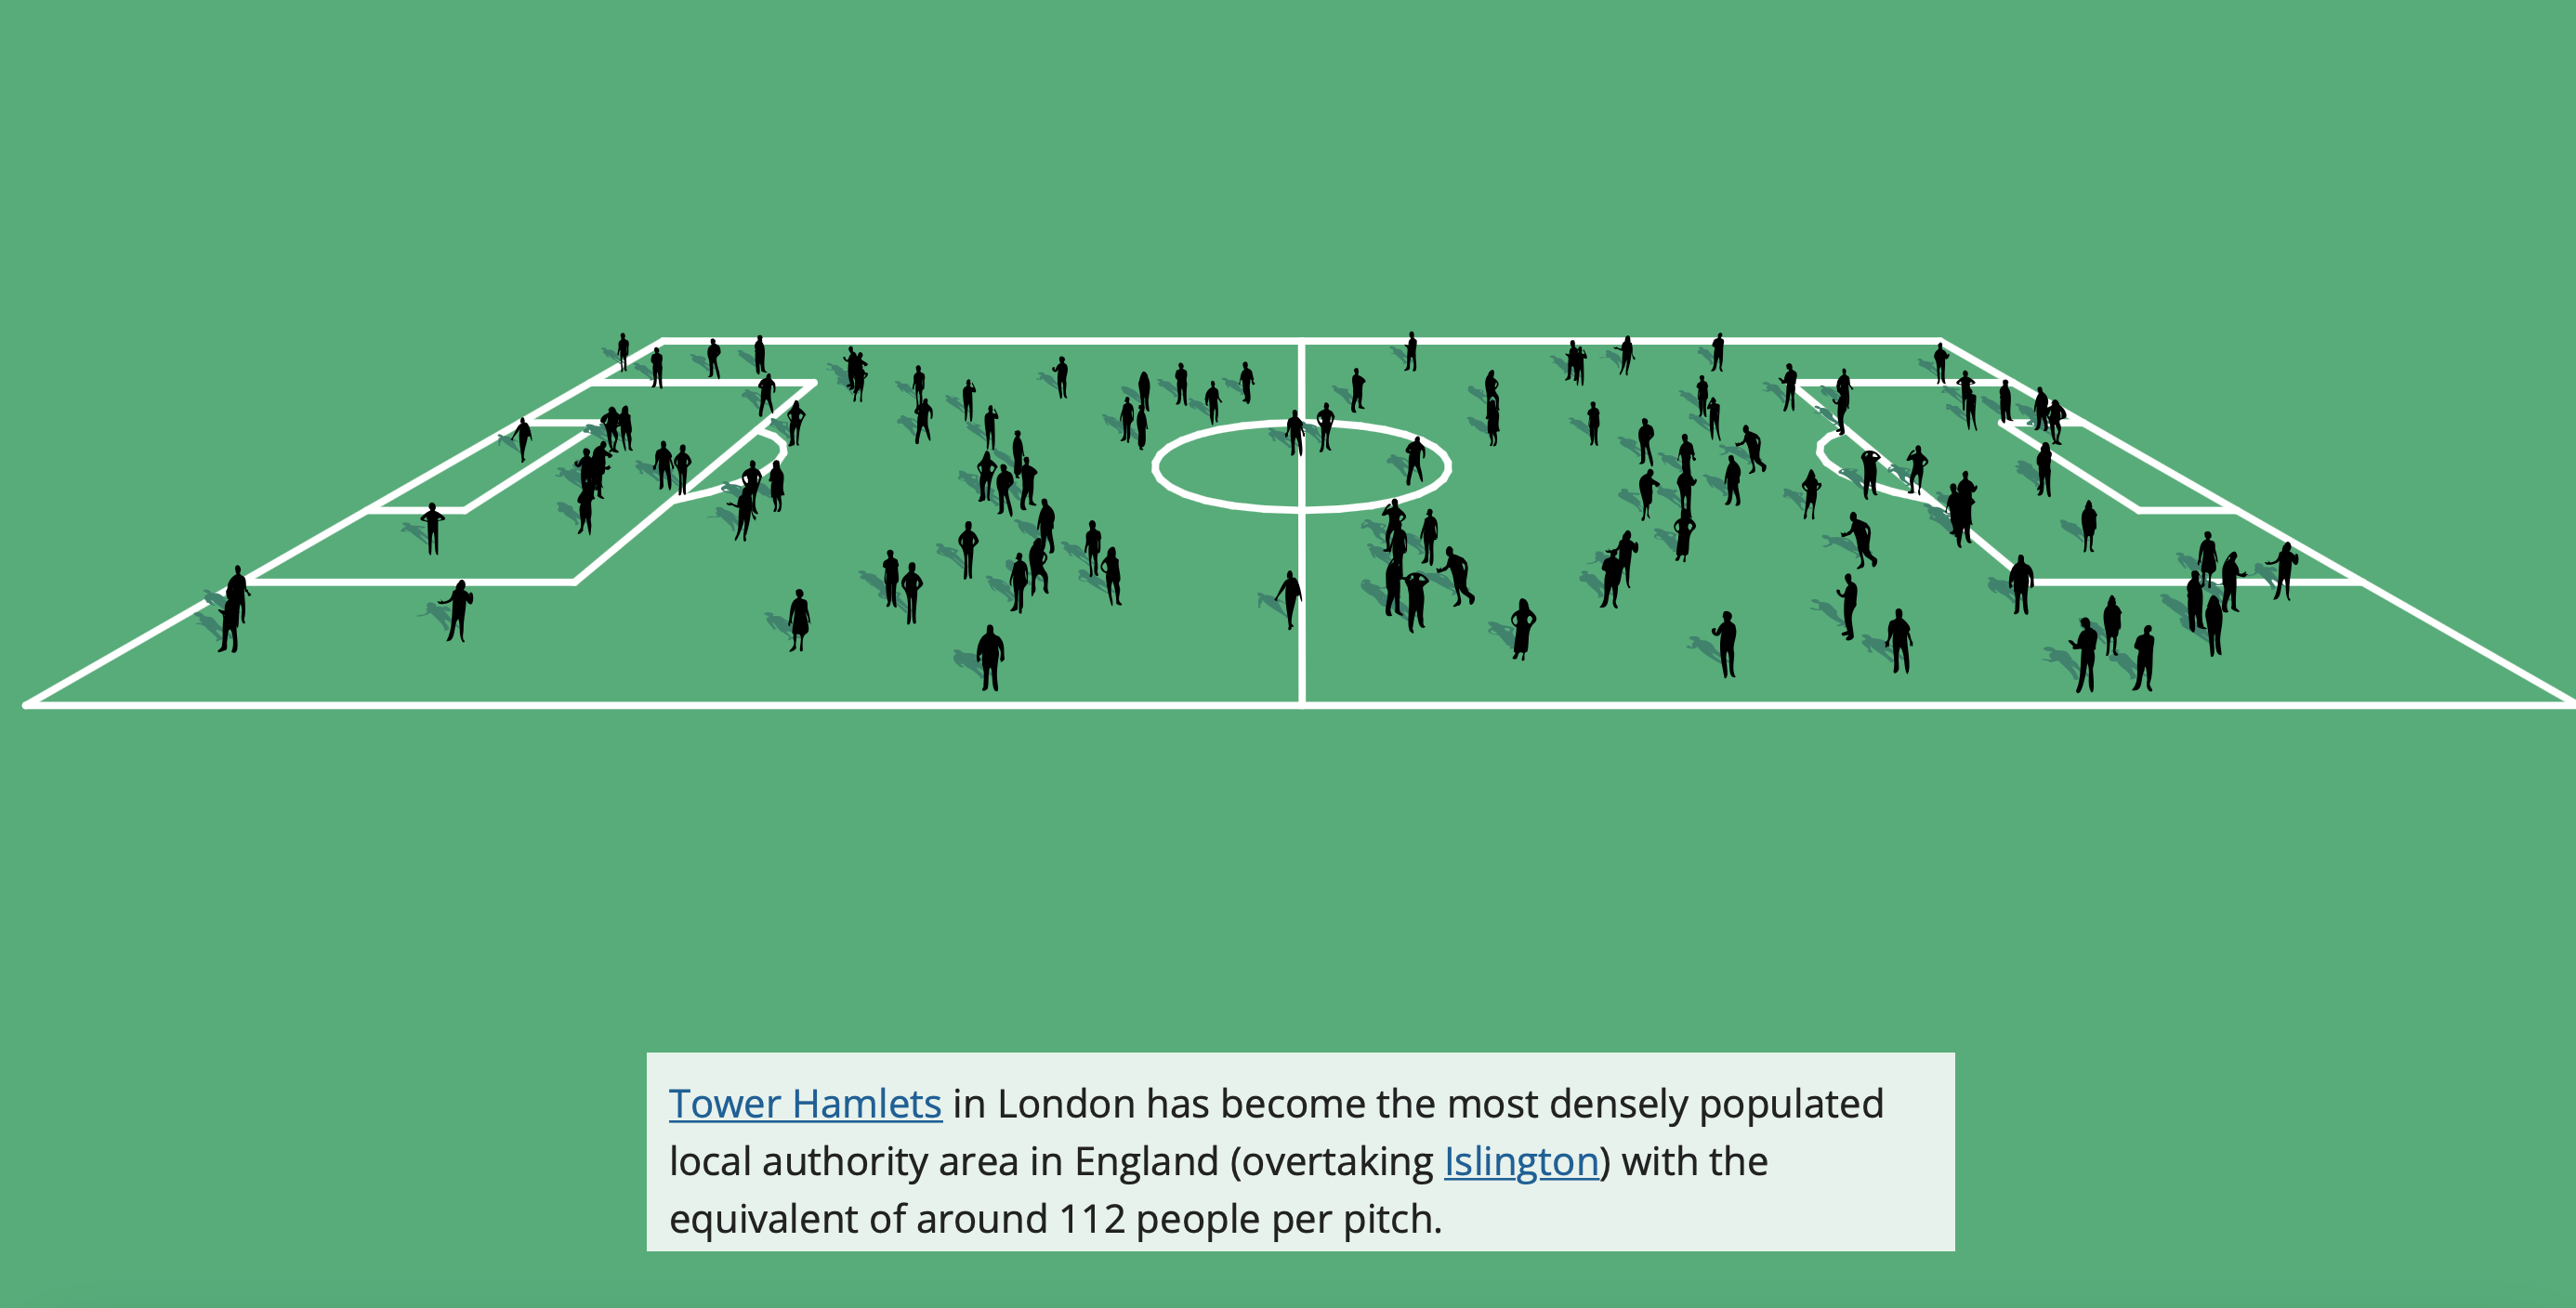 Tower Hamlets in London has become the most densely populated
local authority area in England (overtaking Islington) with the
equivalent of around 112 people per pitch.